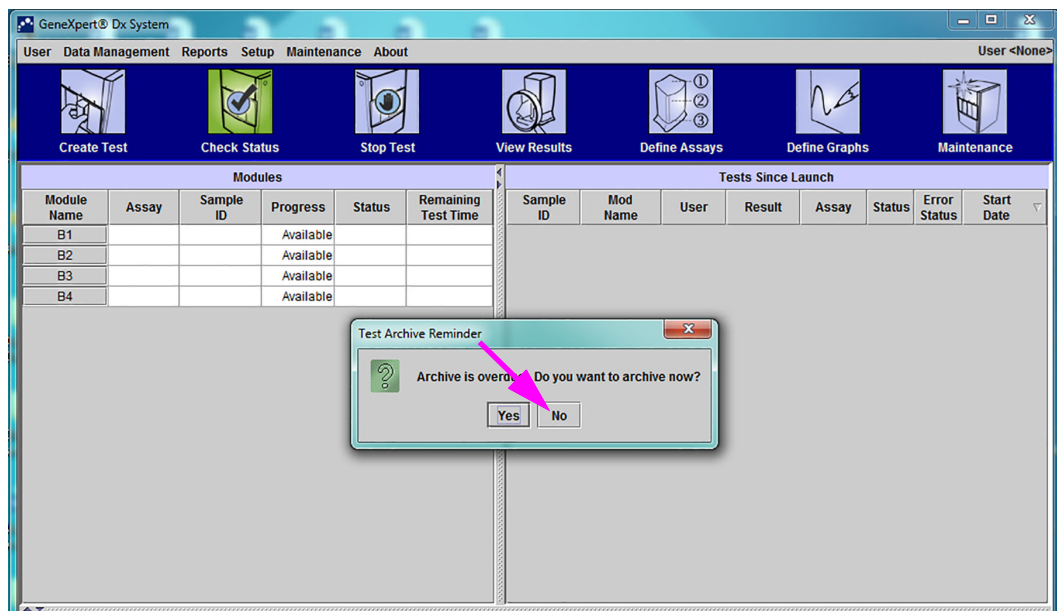 GeneXpert® Dx System
User Data Management Reports Setup Maintenance About User <None>
Create Test Check Status Stop Test View Results Define Assays Define Graphs Maintenance
Modules
Module Name Assay Sample ID Progress Status Remaining Test Time
B1 Available
B2 Available
B3 Available
B4 Available
Tests Since Launch
Sample ID Mod Name User Result Assay Status Error Status Start Date
Test Archive Reminder
Archive is Do you want to archive now?
Yes No